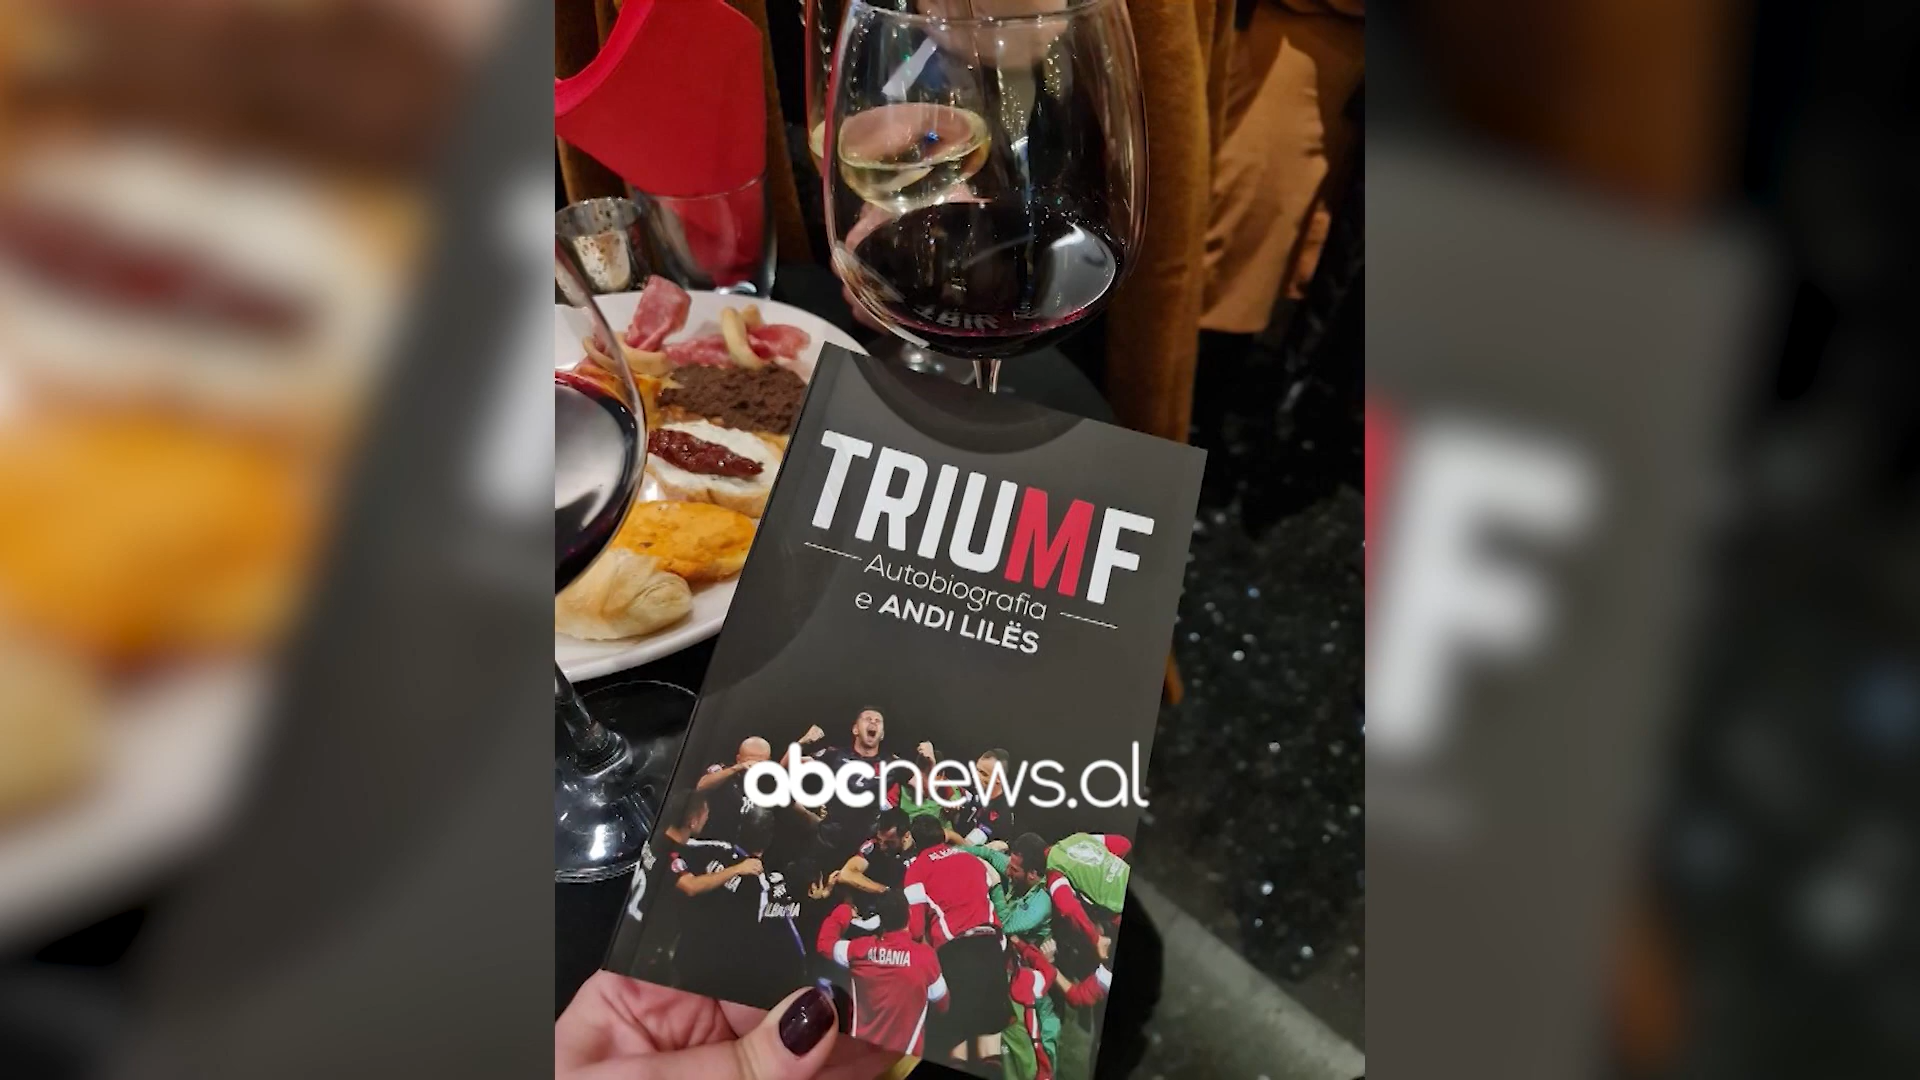 TRIUMF
Autobiografia
e ANDI LILËS
abcnews.al
ALBANIA
ALBANIA